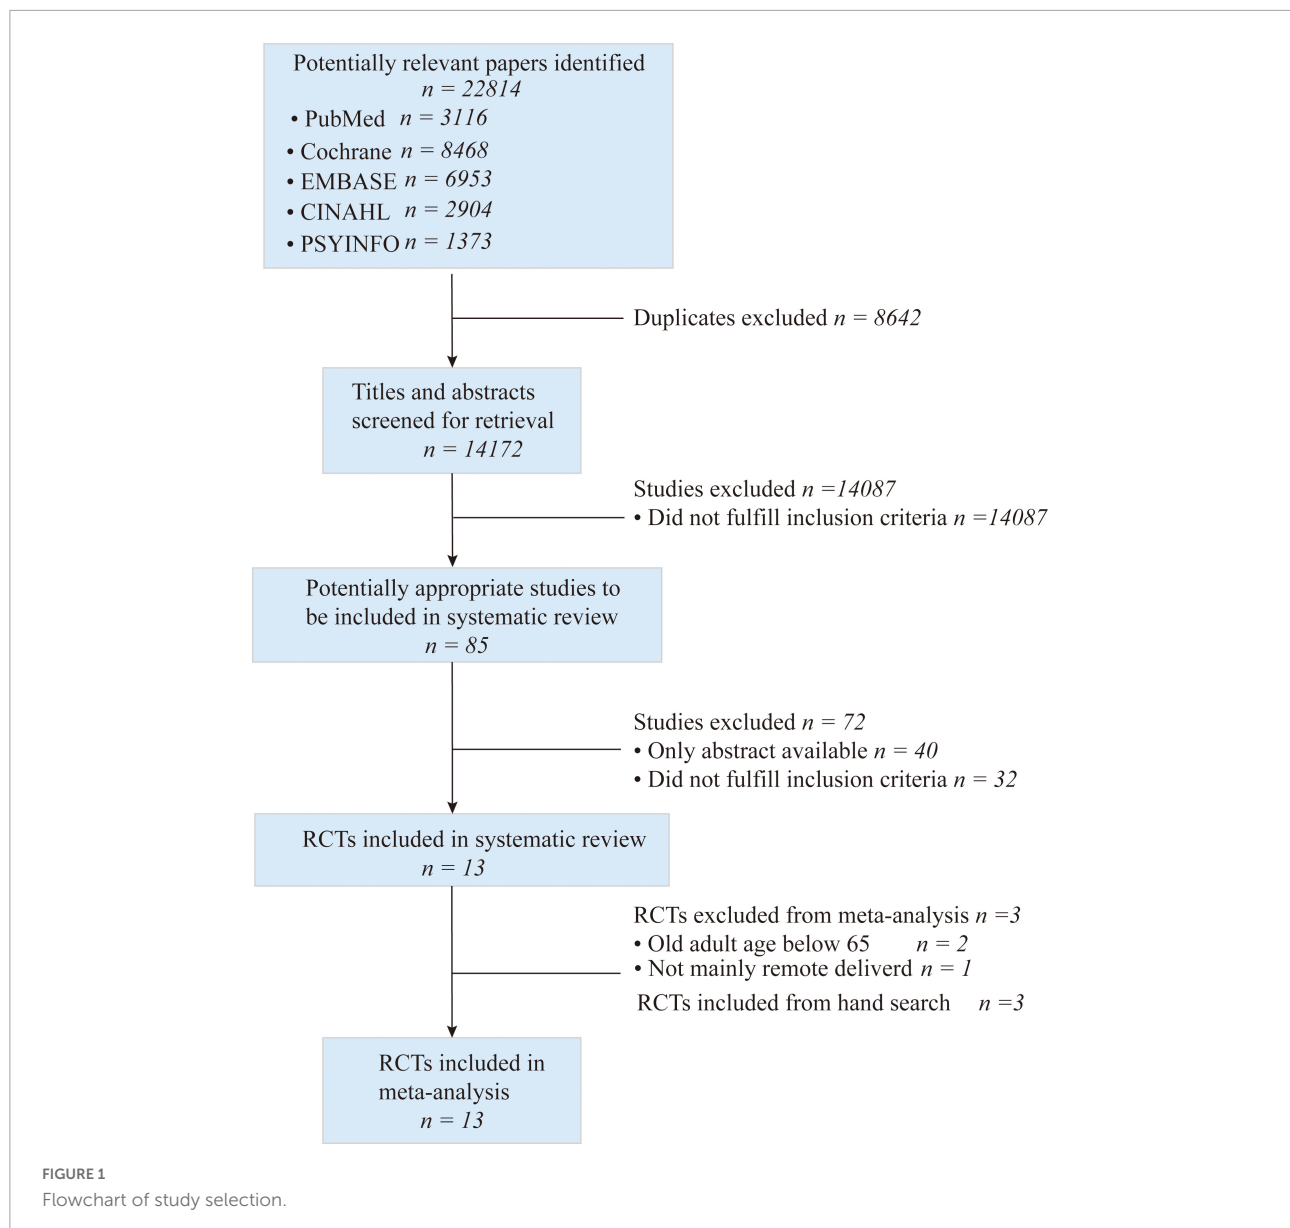 Potentially relevant papers identified
n = 22814
• PubMed n = 3116
• Cochrane n = 8468
• EMBASE n = 6953
• CINAHL n = 2904
• PSYINFO n = 1373
Duplicates excluded n = 8642
Titles and abstracts
screened for retrieval
n = 14172
Studies excluded n =14087
• Did not fulfill inclusion criteria n =14087
Potentially appropriate studies to
be included in systematic review
n = 85
Studies excluded n = 72
• Only abstract available n = 40
• Did not fulfill inclusion criteria n = 32
RCTs included in systematic review
n = 13
RCTs excluded from meta-analysis n =3
• Old adult age below 65 n = 2
• Not mainly remote deliverd n = 1
RCTs included from hand search n =3
RCTs included in
meta-analysis
n = 13
FIGURE 1
Flowchart of study selection.